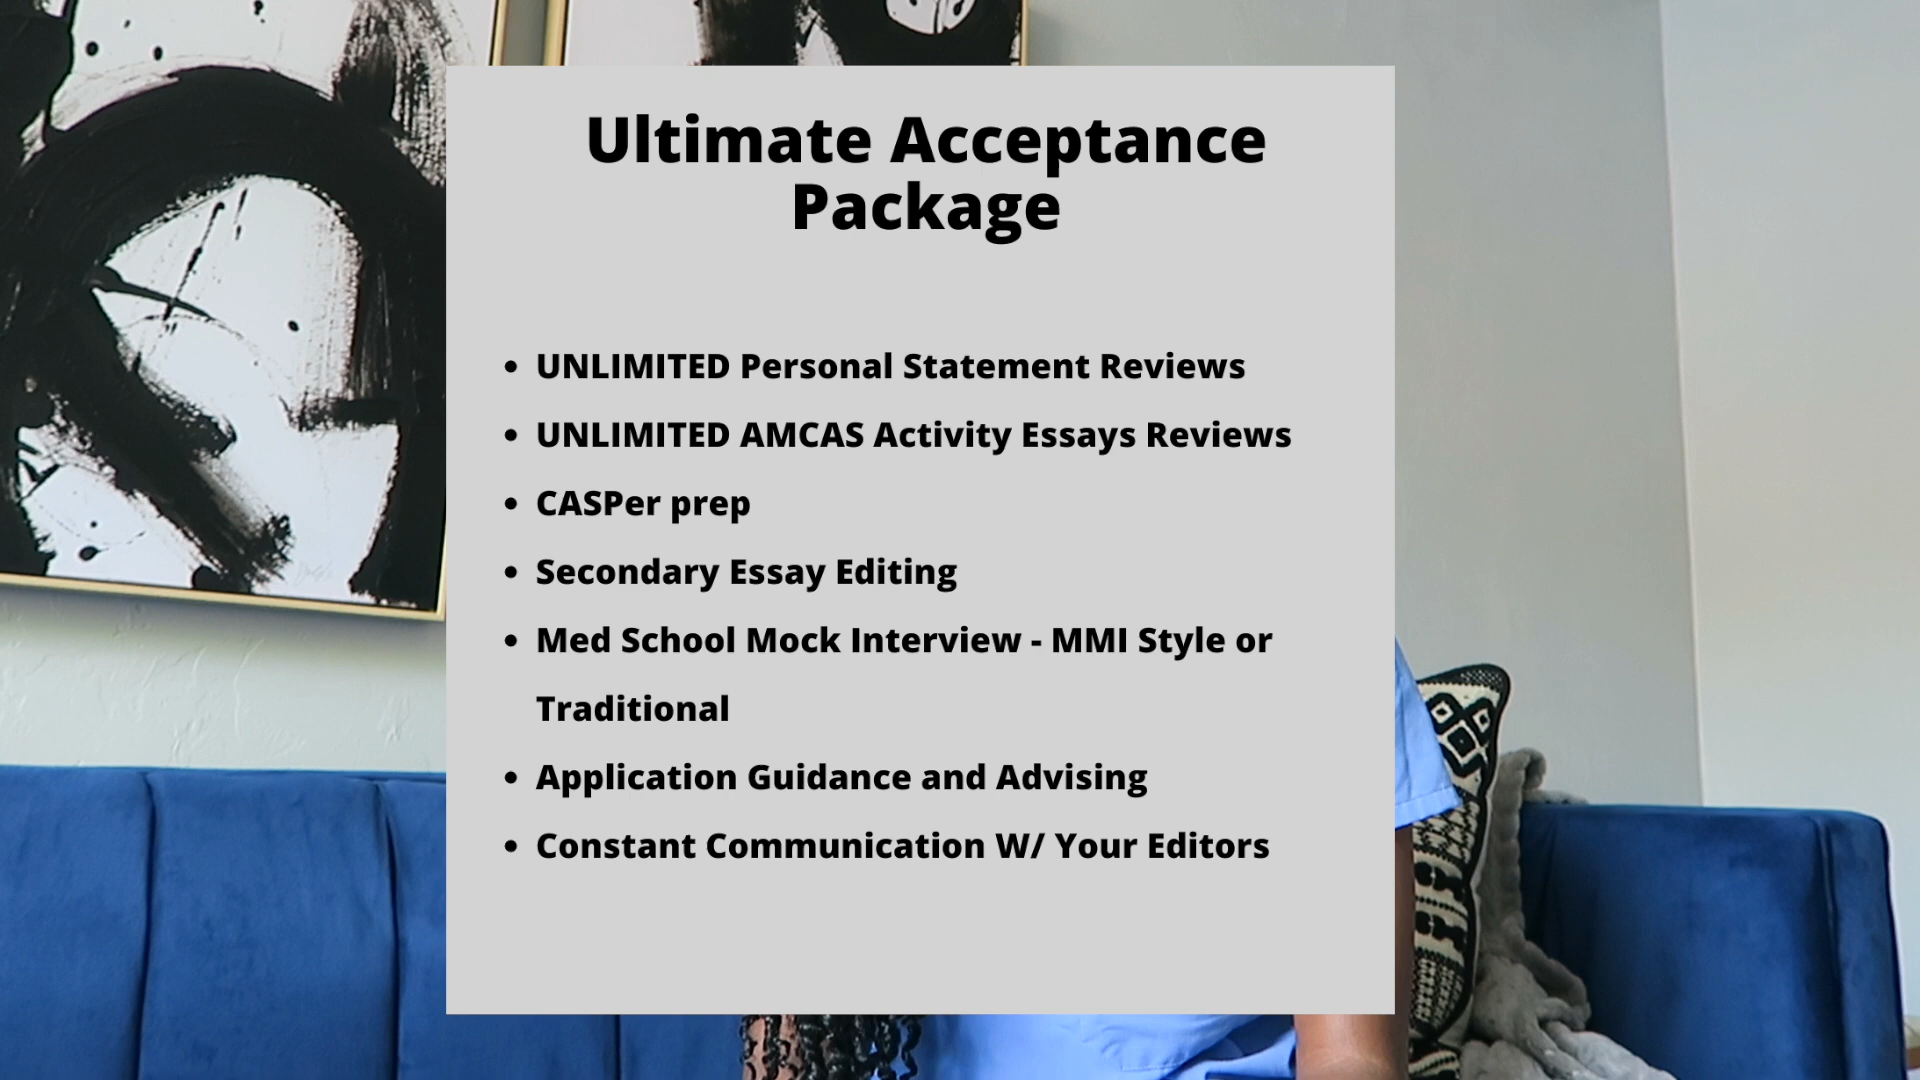 Ultimate Acceptance
Package
• UNLIMITED Personal Statement Reviews
• UNLIMITED AMCAS Activity Essays Reviews
• CASPer prep
• Secondary Essay Editing
• Med School Mock Interview - MMI Style or
Traditional
• Application Guidance and Advising
• Constant Communication W/ Your Editors